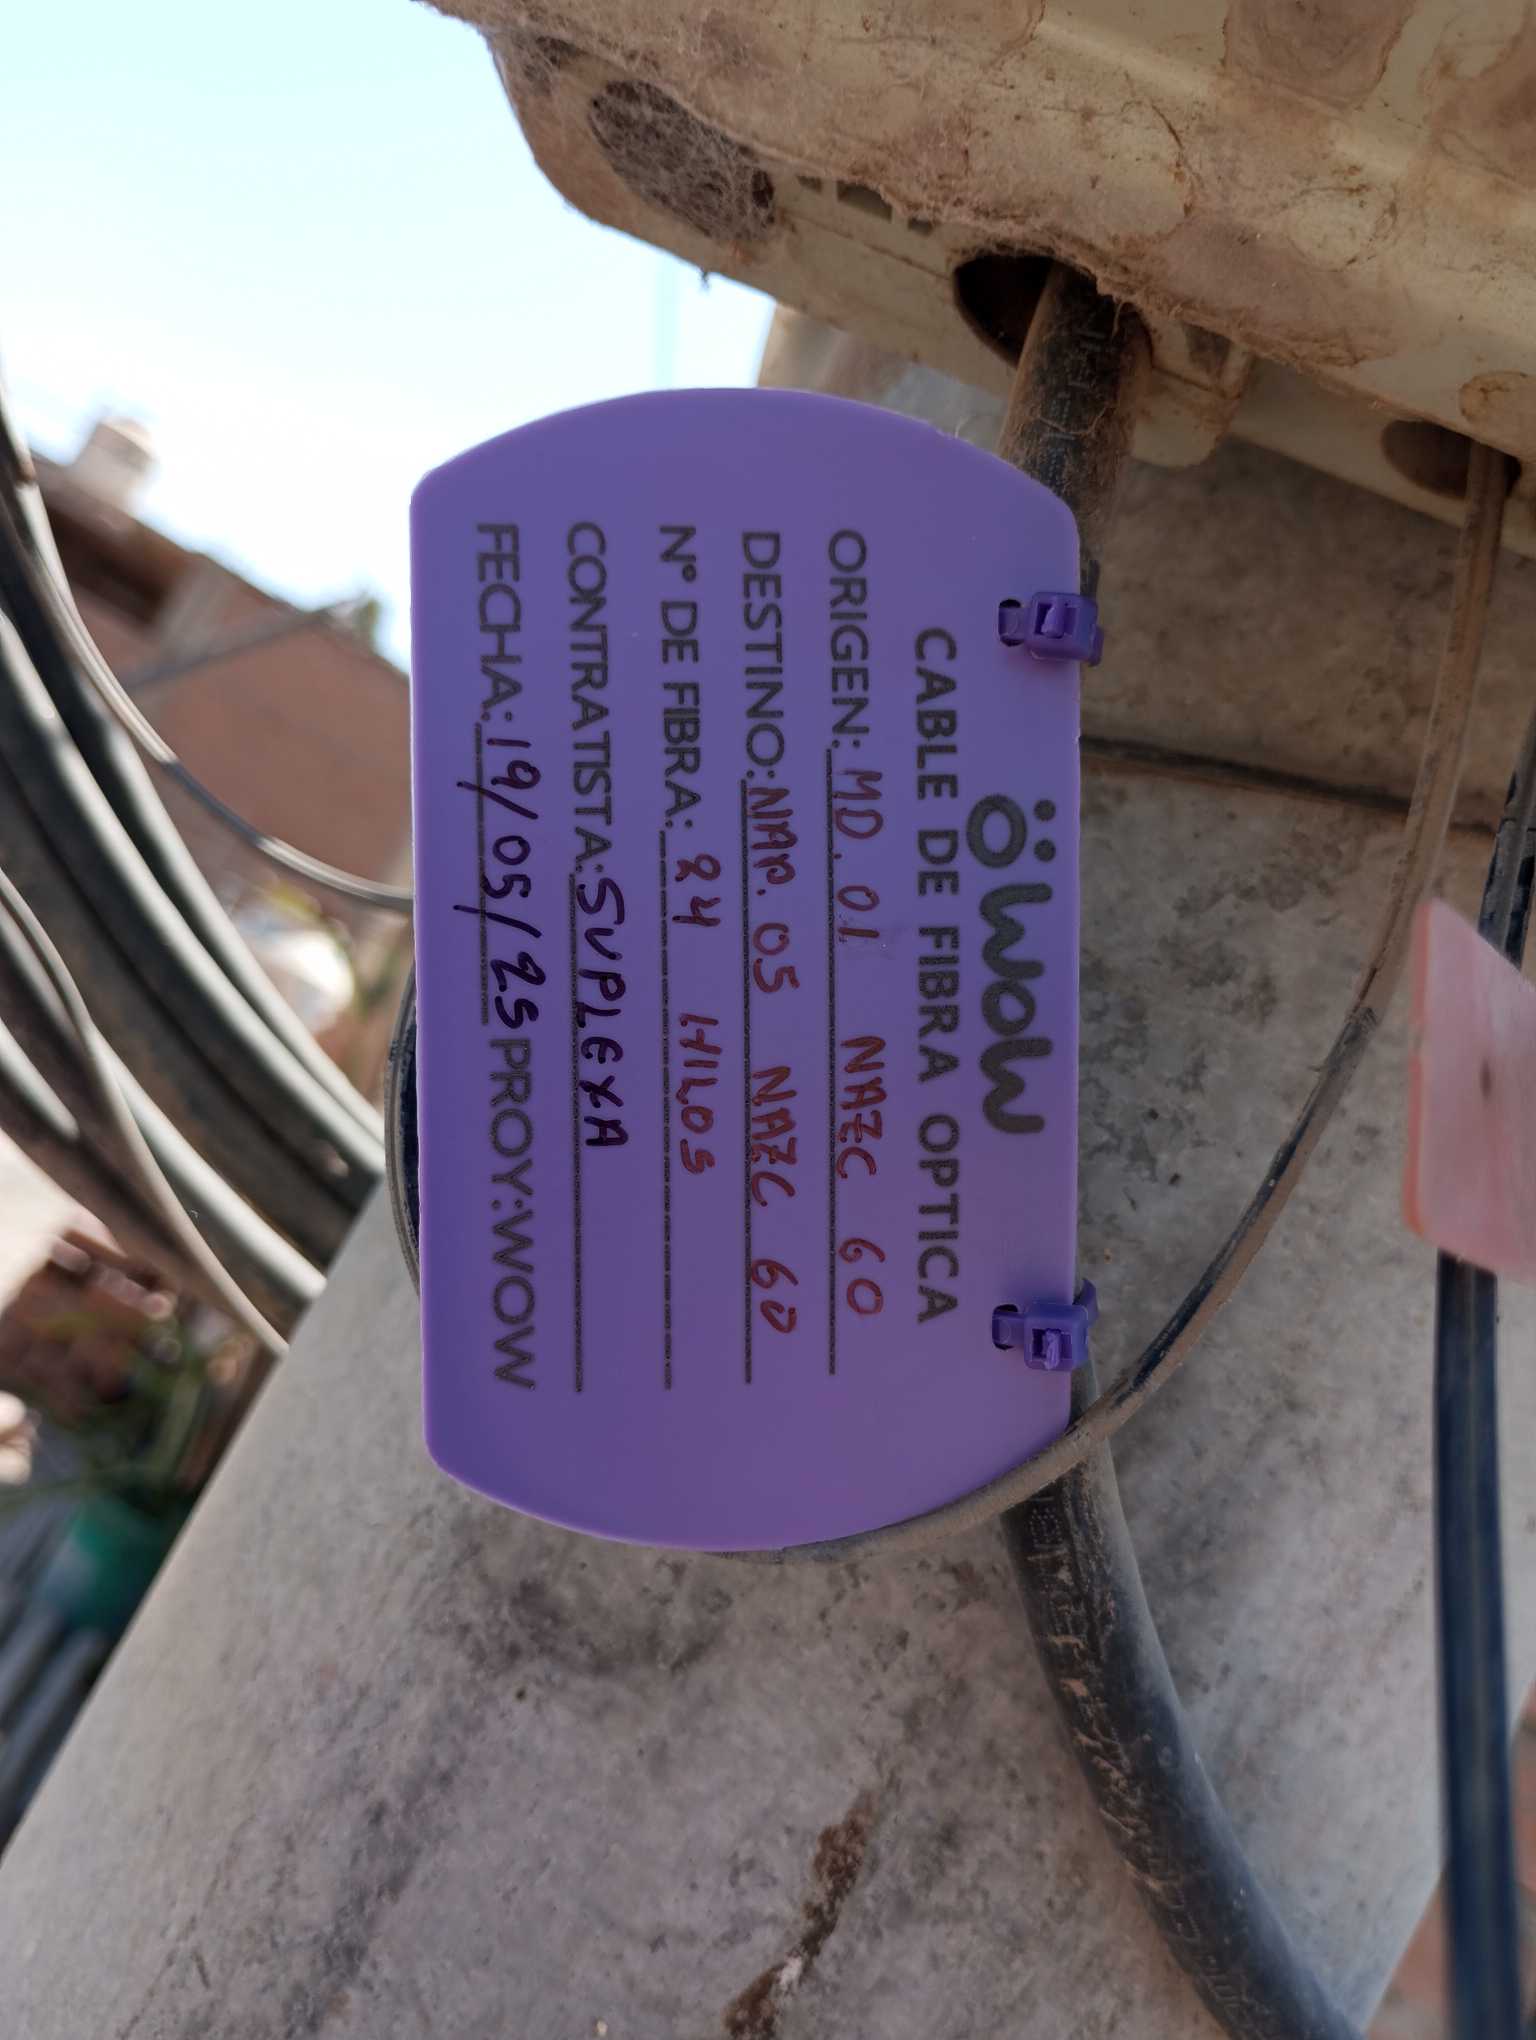 wow
CABLE DE FIBRA OPTICA
ORIGEN: MD. 01 NAZC 60
DESTINO: NAP. 05 NAZC 60
N° DE FIBRA: 24 HILOS
CONTRATISTA: SUPLEXA
FECHA: 19/05/25 PROY: WOW